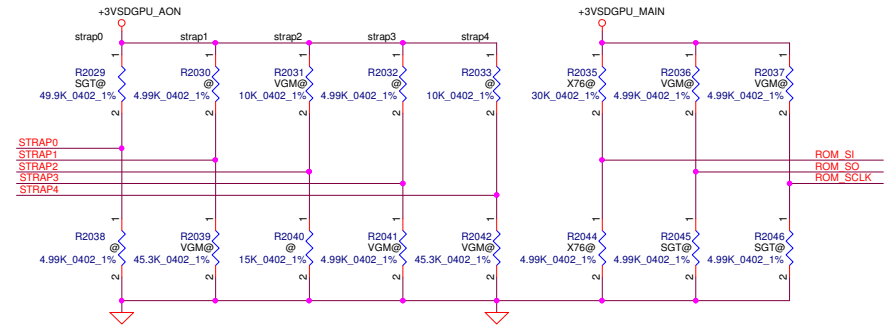 +3VSDGPU_AON +3VSDGPU_MAIN
strap0 strap1 strap2 strap3 strap4
1 1 1 1 1 1 1 1
R2029 R2030 R2031 R2032 R2033 R2035 R2036 R2037
SGT@ @ VGM@ @ @ X76@ VGM@ VGM@
49.9K_0402_1% 4.99K_0402_1% 10K_0402_1% 4.99K_0402_1% 10K_0402_1% 30K_0402_1% 4.99K_0402_1% 4.99K_0402_1%
2 2 2 2 2 2 2 2
STRAP0
STRAP1 ROM_SI
STRAP2 ROM_SO
STRAP3 ROM_SCLK
STRAP4
1 1 1 1 1 1 1 1
R2038 R2039 R2040 R2041 R2042 R2044 R2045 R2046
@ VGM@ @ VGM@ VGM@ X76@ SGT@ SGT@
4.99K_0402_1% 45.3K_0402_1% 15K_0402_1% 4.99K_0402_1% 45.3K_0402_1% 4.99K_0402_1% 4.99K_0402_1% 4.99K_0402_1%
2 2 2 2 2 2 2 2